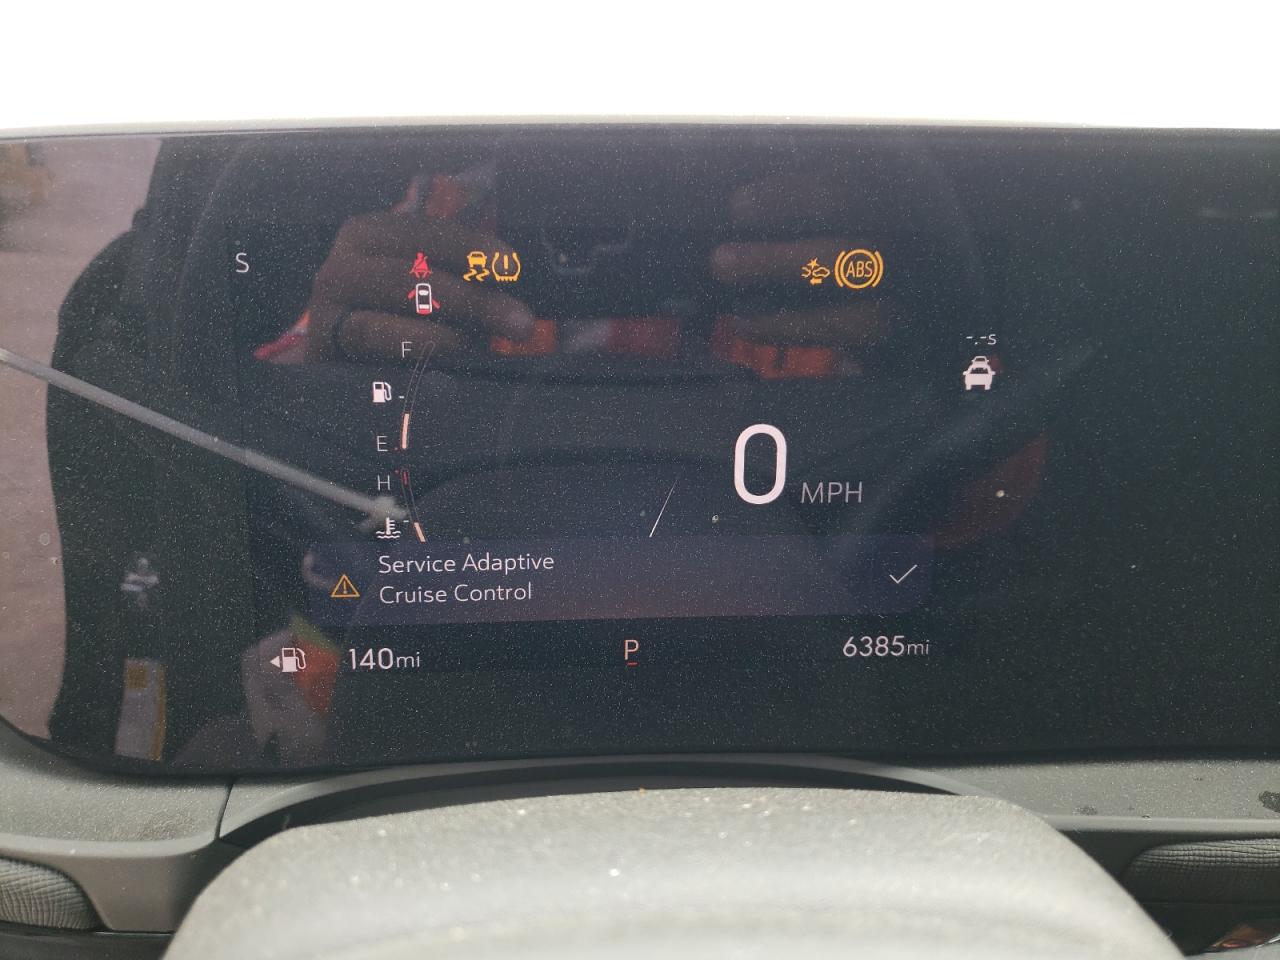 S
ABS
F
-.-s
E
H
0 MPH
Service Adaptive
Cruise Control
140mi
P
6385mi